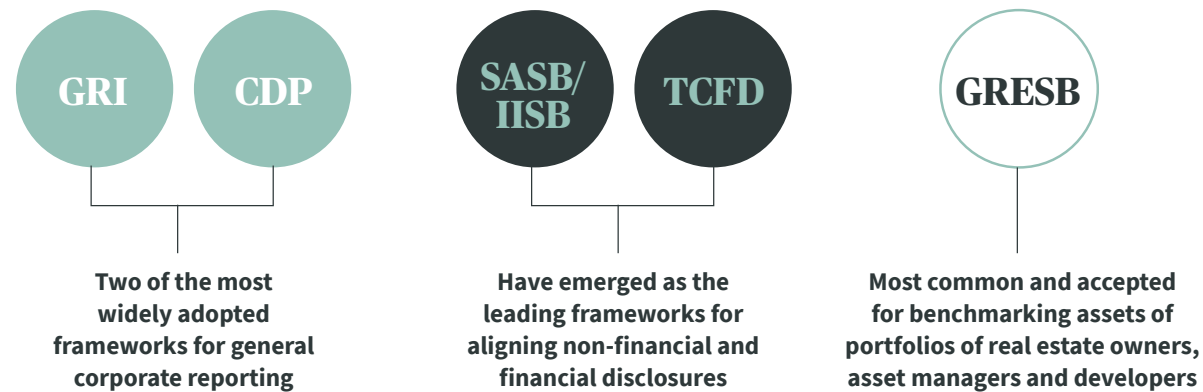 GRI
CDP
SASB/
IISB
TCFD
GRESB
Two of the most
widely adopted
frameworks for general
corporate reporting
Have emerged as the
leading frameworks for
aligning non-financial and
financial disclosures
Most common and accepted
for benchmarking assets of
portfolios of real estate owners,
asset managers and developers